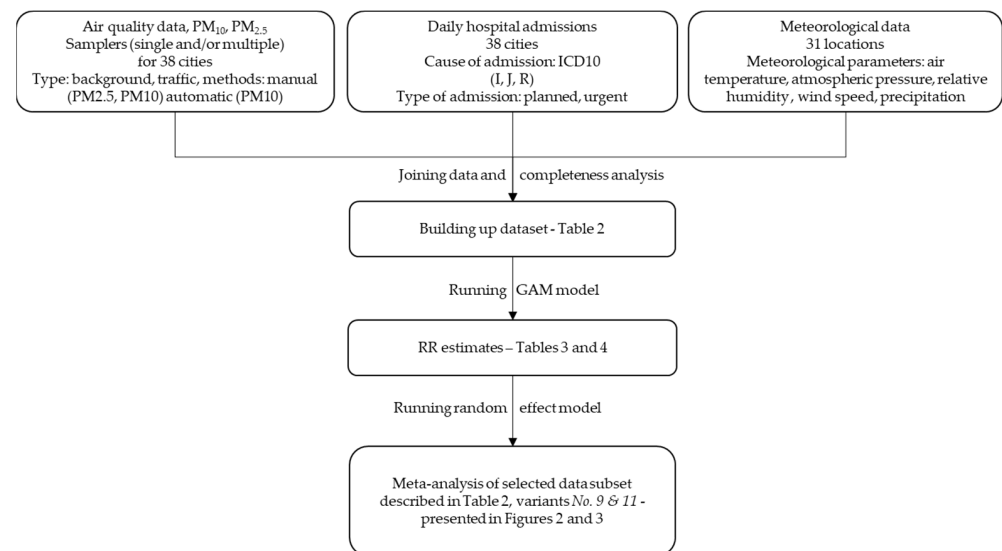 Air quality data, PM₁₀, PM₂.₅
Samplers (single and/or multiple)
for 38 cities
Type: background, traffic, methods: manual
(PM2.5, PM10) automatic (PM10)
Daily hospital admissions
38 cities
Cause of admission: ICD10
(I, J, R)
Type of admission: planned, urgent
Meteorological data
31 locations
Meteorological parameters: air
temperature, atmospheric pressure, relative
humidity , wind speed, precipitation
Joining data and completeness analysis
Building up dataset - Table 2
Running GAM model
RR estimates – Tables 3 and 4
Running random effect model
Meta-analysis of selected data subset
described in Table 2, variants No. 9 & 11 -
presented in Figures 2 and 3